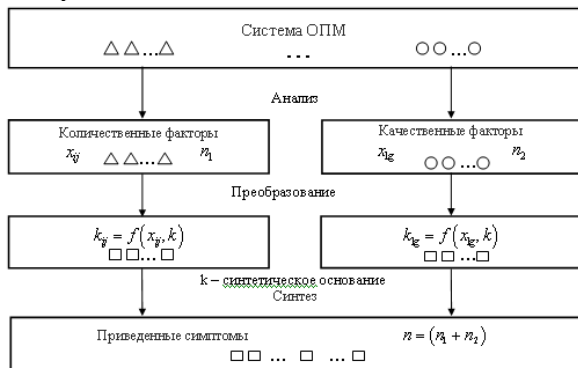 Система ОПМ
...
Анализ
Количественные факторы
x_ij ... n_1
Качественные факторы
x_lg ... n_2
Преобразование
k_ij = f(x_ij, k)
...
k_lg = f(x_lg, k)
...
k – синтетическое основание
Синтез
Приведенные симптомы n = (n_1 + n_2)
... ...